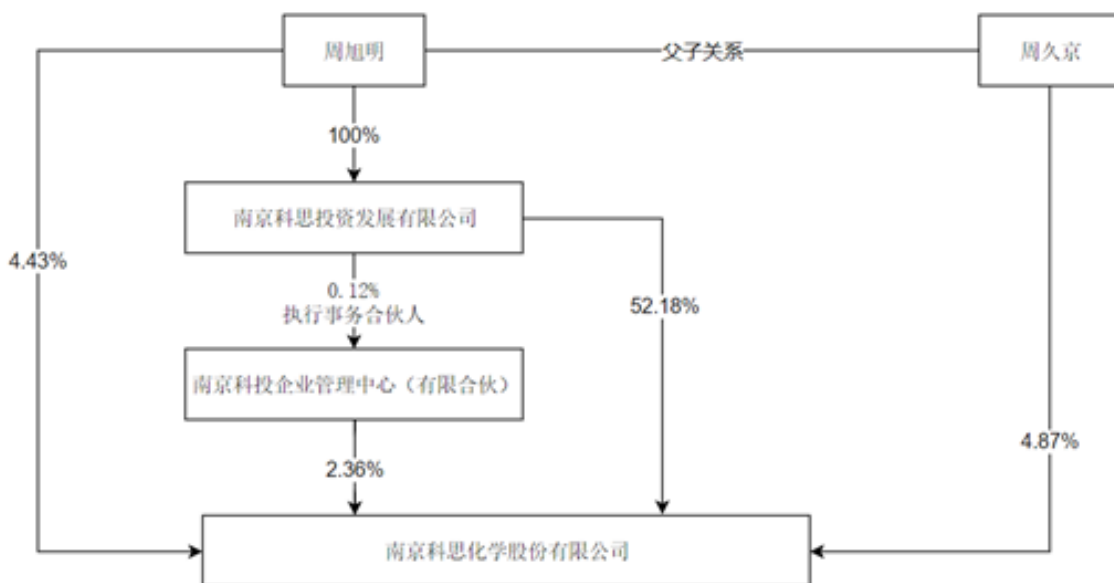 周旭明
父子关系
周久京
100%
南京科思投资发展有限公司
4.43%
0.12%
执行事务合伙人
52.18%
南京科投企业管理中心（有限合伙）
4.87%
2.36%
南京科思化学股份有限公司